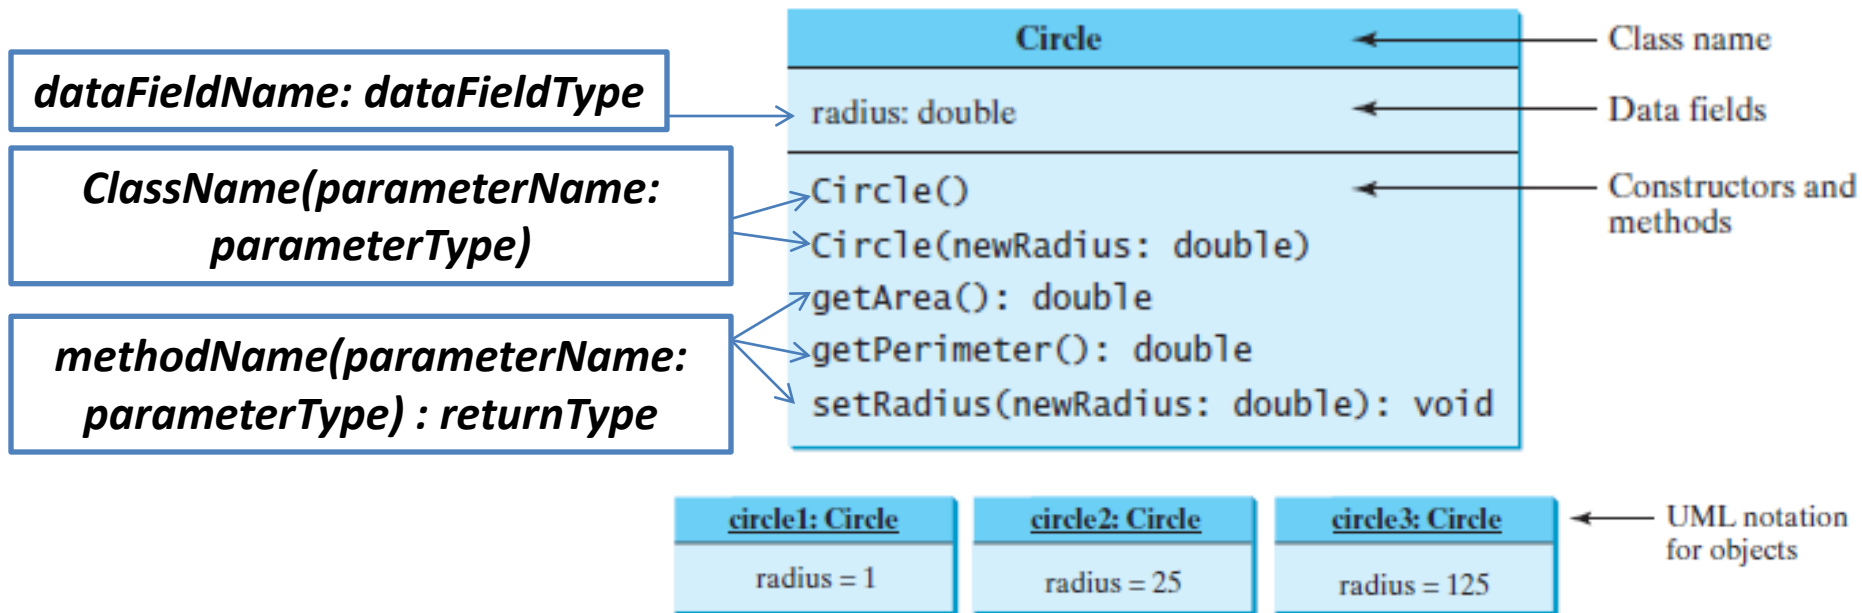 dataFieldName: dataFieldType
ClassName(parameterName:
parameterType)
methodName(parameterName:
parameterType) : returnType
Circle
radius: double
Circle()
Circle(newRadius: double)
getArea(): double
getPerimeter(): double
setRadius(newRadius: double): void
Class name
Data fields
Constructors and
methods
circle1: Circle
radius = 1
circle2: Circle
radius = 25
circle3: Circle
radius = 125
UML notation
for objects